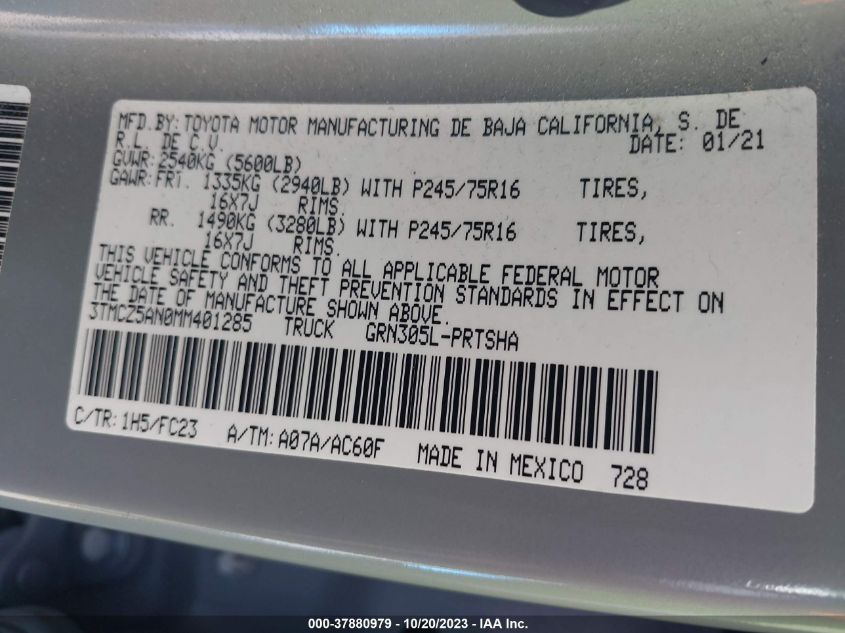 MFD.BY:TOYOTA MOTOR MANUFACTURING DE BAJA CALIFORNIA, S. DE
R.L. DE C.V. DATE: 01/21
GVWR:2540KG (5600LB)
GAWR:FRT. 1335KG (2940LB) WITH P245/75R16 TIRES,
16X7J RIMS.
RR. 1490KG (3280LB) WITH P245/75R16 TIRES,
16X7J RIMS.
THIS VEHICLE CONFORMS TO ALL APPLICABLE FEDERAL MOTOR
VEHICLE SAFETY AND THEFT PREVENTION STANDARDS IN EFFECT ON
THE DATE OF MANUFACTURE SHOWN ABOVE.
3TMCZ5AN0MM401285 TRUCK GRN305L-PRTSHA
C/TR:1H5/FC23 A/TM:A07A/AC60F MADE IN MEXICO 728
000-37880979 - 10/20/2023 - IAA Inc.